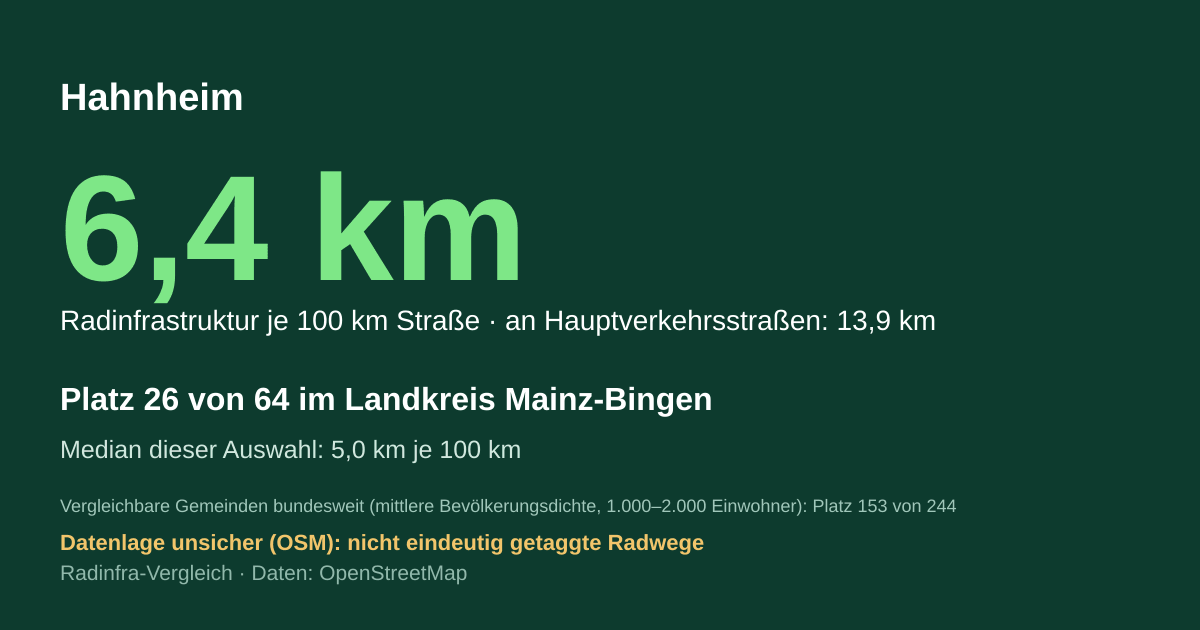 Hahnheim
6,4 km
Radinfrastruktur je 100 km Straße · an Hauptverkehrsstraßen: 13,9 km
Platz 26 von 64 im Landkreis Mainz-Bingen
Median dieser Auswahl: 5,0 km je 100 km
Vergleichbare Gemeinden bundesweit (mittlere Bevölkerungsdichte, 1.000–2.000 Einwohner): Platz 153 von 244
Datenlage unsicher (OSM): nicht eindeutig getaggte Radwege
Radinfra-Vergleich · Daten: OpenStreetMap